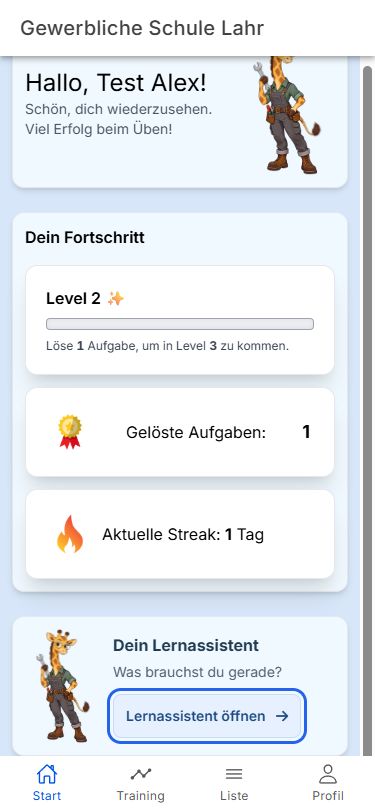 Gewerbliche Schule Lahr
Hallo, Test Alex!
Schön, dich wiederzusehen.
Viel Erfolg beim Üben!
Dein Fortschritt
Level 2 ✨
Löse 1 Aufgabe, um in Level 3 zu kommen.
Gelöste Aufgaben: 1
Aktuelle Streak: 1 Tag
Dein Lernassistent
Was brauchst du gerade?
Lernassistent öffnen →
Start Training Liste Profil